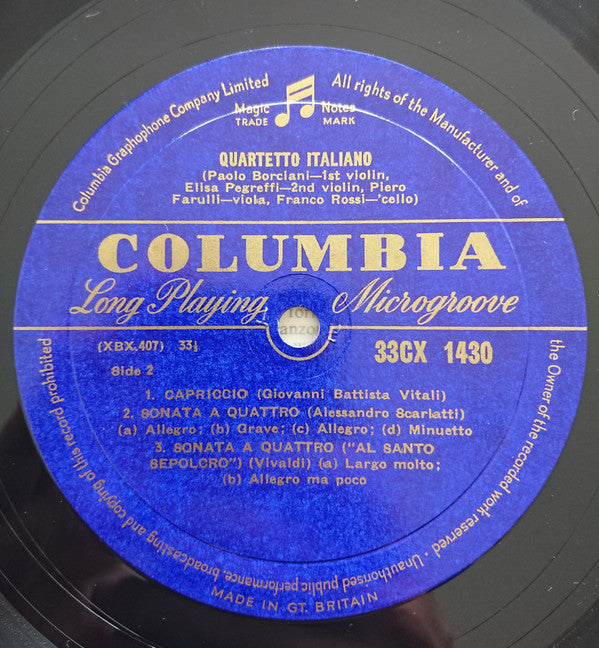 Columbia Graphophone Company Limited
All rights of the Manufacturer and of
the Owner of the recorded work reserved · Unauthorised public performance, broadcasting and copying of this record prohibited
Magic Notes
TRADE MARK
QUARTETTO ITALIANO
(Paolo Borciani—1st violin,
Elisa Pegreffi—2nd violin, Piero
Farulli—viola, Franco Rossi—'cello)
COLUMBIA
Long Playing Microgroove
(XBX.407) 33⅓
33CX 1430
Side 2
1. CAPRICCIO (Giovanni Battista Vitali)
2. SONATA A QUATTRO (Alessandro Scarlatti)
(a) Allegro; (b) Grave; (c) Allegro; (d) Minuetto
3. SONATA A QUATTRO ("AL SANTO
SEPOLCRO") (Vivaldi) (a) Largo molto;
(b) Allegro ma poco
MADE IN GT. BRITAIN